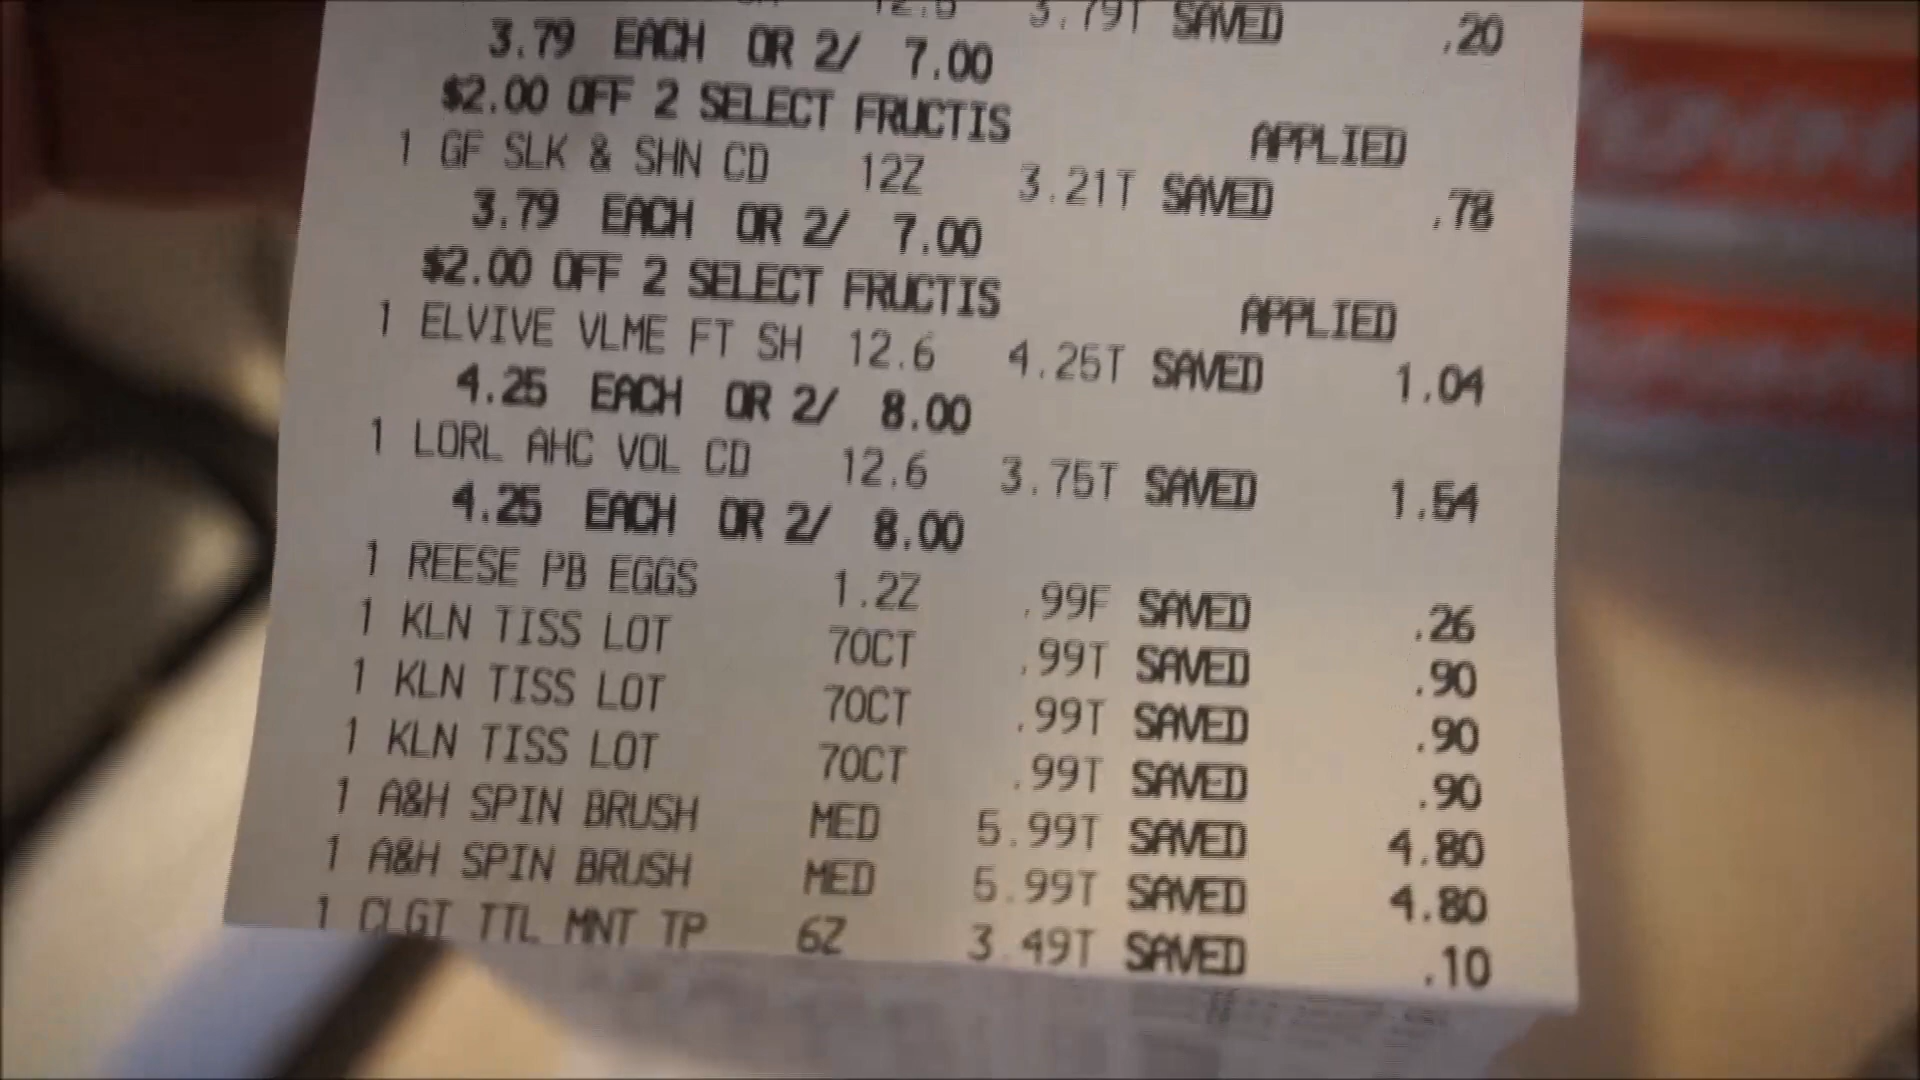 12.6 3.79T SAVED .20
3.79 EACH OR 2/ 7.00
$2.00 OFF 2 SELECT FRUCTIS APPLIED
1 GF SLK & SHN CD 12Z 3.21T SAVED .78
3.79 EACH OR 2/ 7.00
$2.00 OFF 2 SELECT FRUCTIS APPLIED
1 ELVIVE VLME FT SH 12.6 4.25T SAVED 1.04
4.25 EACH OR 2/ 8.00
1 LORL AHC VOL CD 12.6 3.75T SAVED 1.54
4.25 EACH OR 2/ 8.00
1 REESE PB EGGS 1.2Z .99F SAVED .26
1 KLN TISS LOT 70CT .99T SAVED .90
1 KLN TISS LOT 70CT .99T SAVED .90
1 KLN TISS LOT 70CT .99T SAVED .90
1 A&H SPIN BRUSH MED 5.99T SAVED 4.80
1 A&H SPIN BRUSH MED 5.99T SAVED 4.80
1 CLGT TTL MNT TP 6Z 3.49T SAVED .10